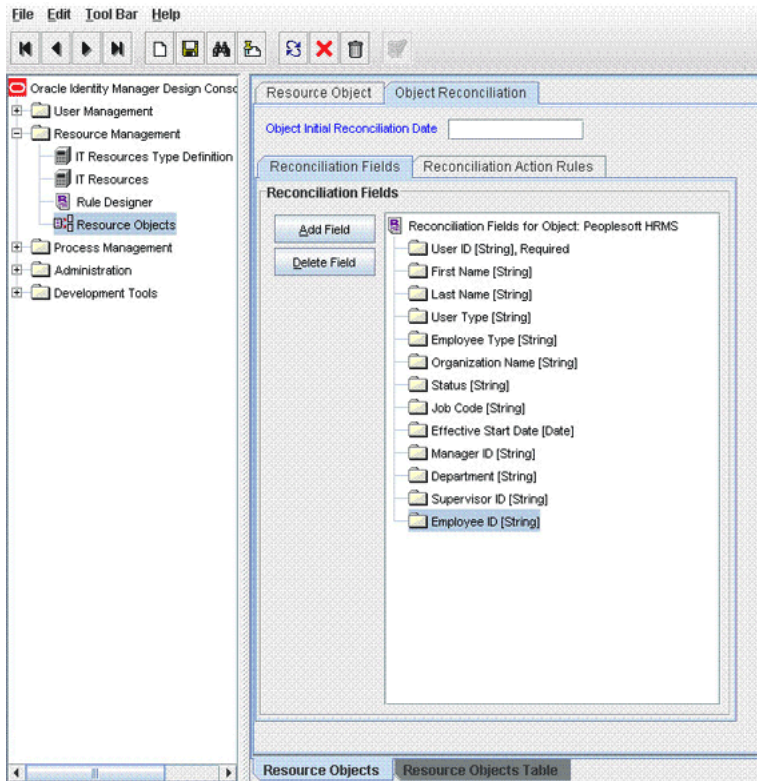 File Edit Tool Bar Help
Oracle Identity Manager Design Conso
User Management
Resource Management
IT Resources Type Definition
IT Resources
Rule Designer
Resource Objects
Process Management
Administration
Development Tools
Resource Object Object Reconciliation
Object Initial Reconciliation Date
Reconciliation Fields Reconciliation Action Rules
Reconciliation Fields
Add Field
Delete Field
Reconciliation Fields for Object: Peoplesoft HRMS
User ID [String], Required
First Name [String]
Last Name [String]
User Type [String]
Employee Type [String]
Organization Name [String]
Status [String]
Job Code [String]
Effective Start Date [Date]
Manager ID [String]
Department [String]
Supervisor ID [String]
Employee ID [String]
Resource Objects Resource Objects Table